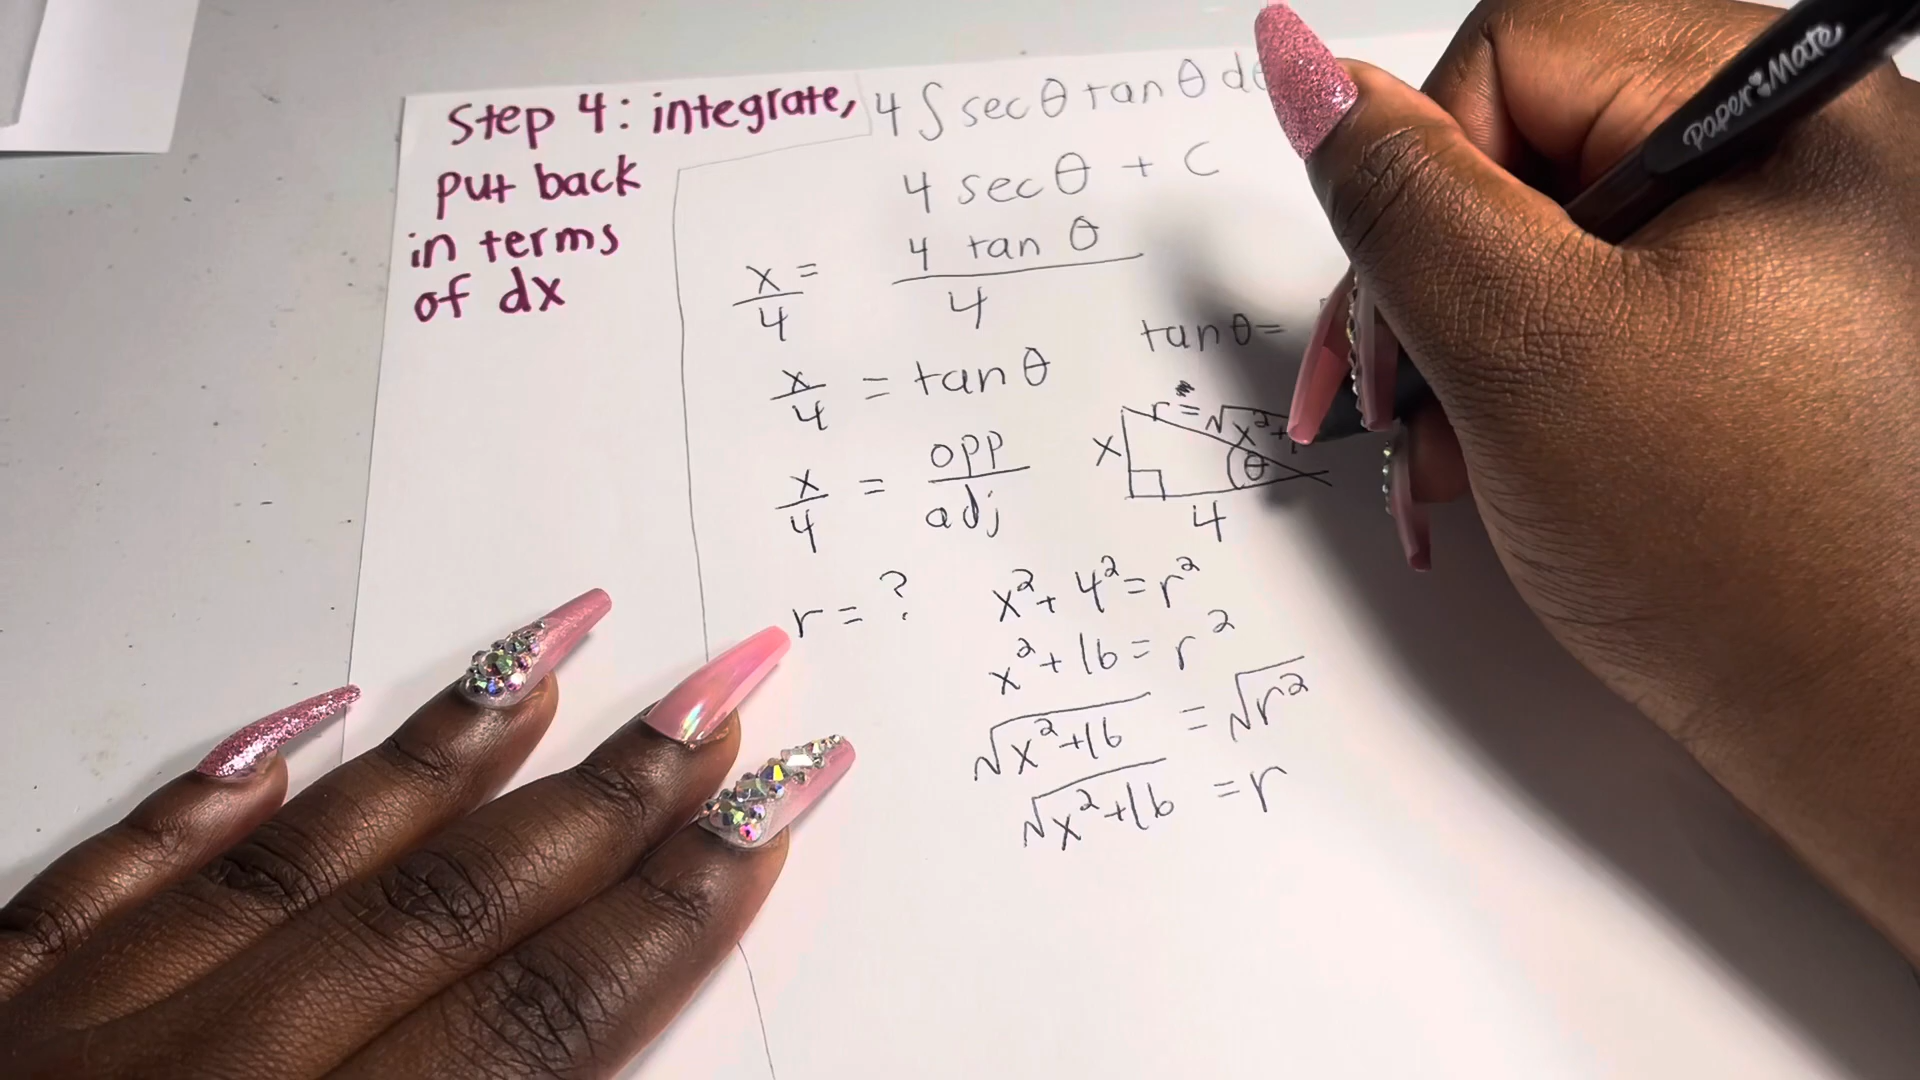 Step 4: integrate,
put back
in terms
of dx
4 ∫ sec θ tan θ dθ
4 sec θ + C
x/4 = 4 tan θ/4
x/4 = tan θ
tan θ =
x/4 = opp/adj
r = √x²+
x
θ
4
r = ?
x² + 4² = r²
x² + 16 = r²
√x²+16 = √r²
√x²+16 = r
Paper Mate